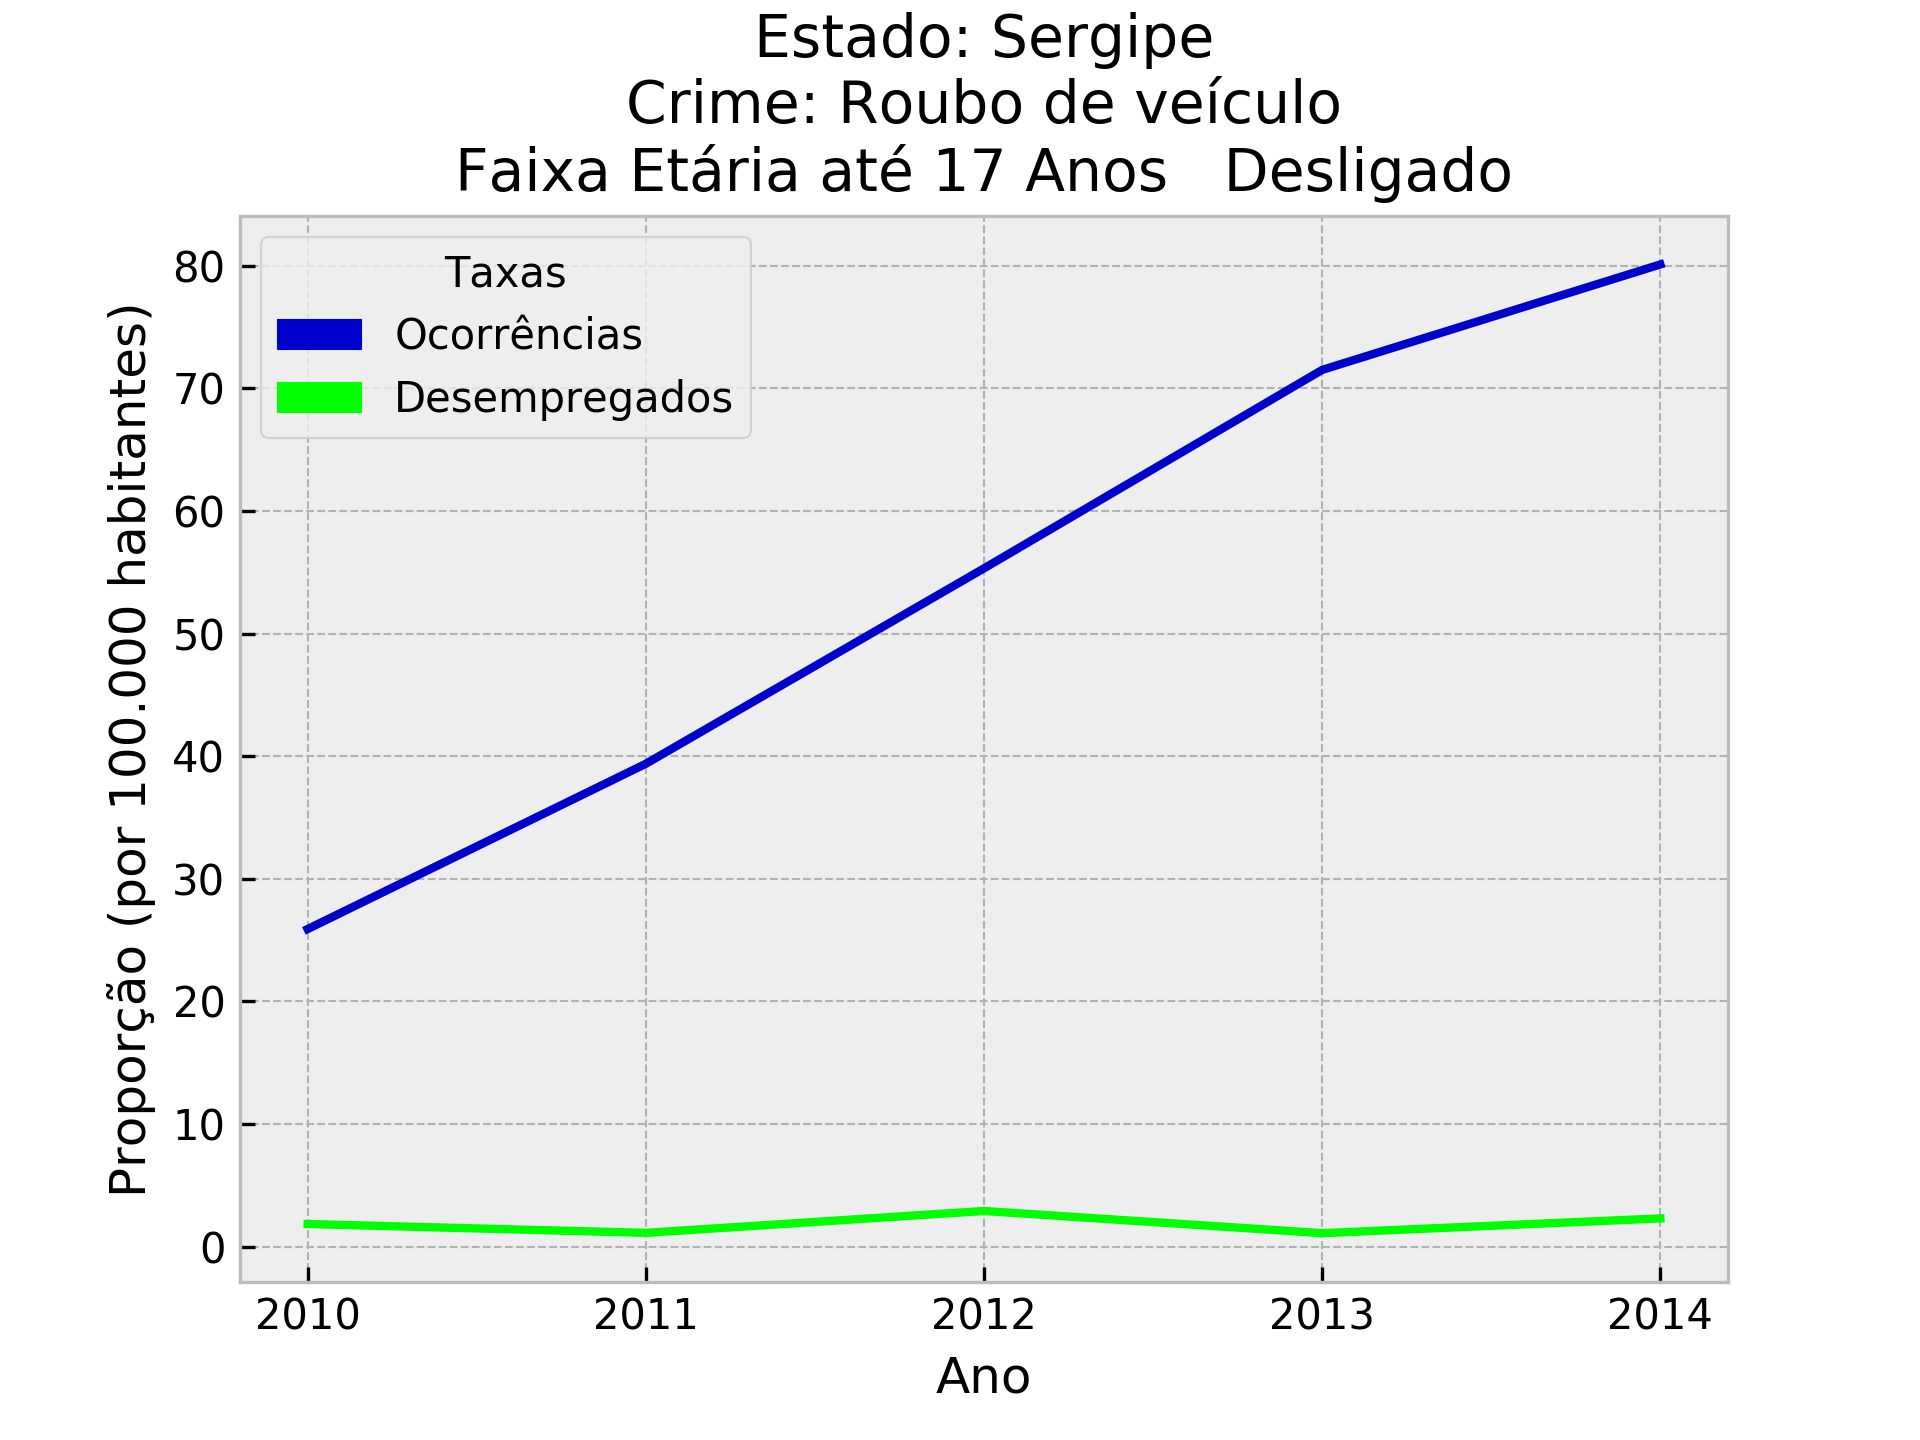 Estado: Sergipe
Crime: Roubo de veículo
Faixa Etária até 17 Anos   Desligado
Taxas
Ocorrências
Desempregados
Proporção (por 100.000 habitantes)
80
70
60
50
40
30
20
10
0
2010 2011 2012 2013 2014
Ano